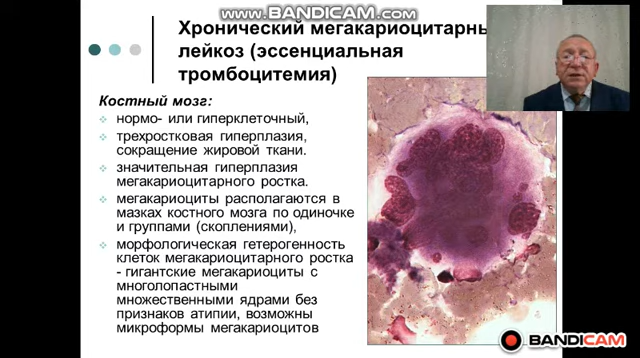 www.BANDICAM.com
Хронический мегакариоцитарны
лейкоз (эссенциальная
тромбоцитемия)
Костный мозг:
нормо- или гиперклеточный,
трехростковая гиперплазия,
сокращение жировой ткани.
значительная гиперплазия
мегакариоцитарного ростка.
мегакариоциты располагаются в
мазках костного мозга по одиночке
и группами (скоплениями),
морфологическая гетерогенность
клеток мегакариоцитарного ростка
- гигантские мегакариоциты с
многолопастными
множественными ядрами без
признаков атипии, возможны
микроформы мегакариоцитов
BANDICAM